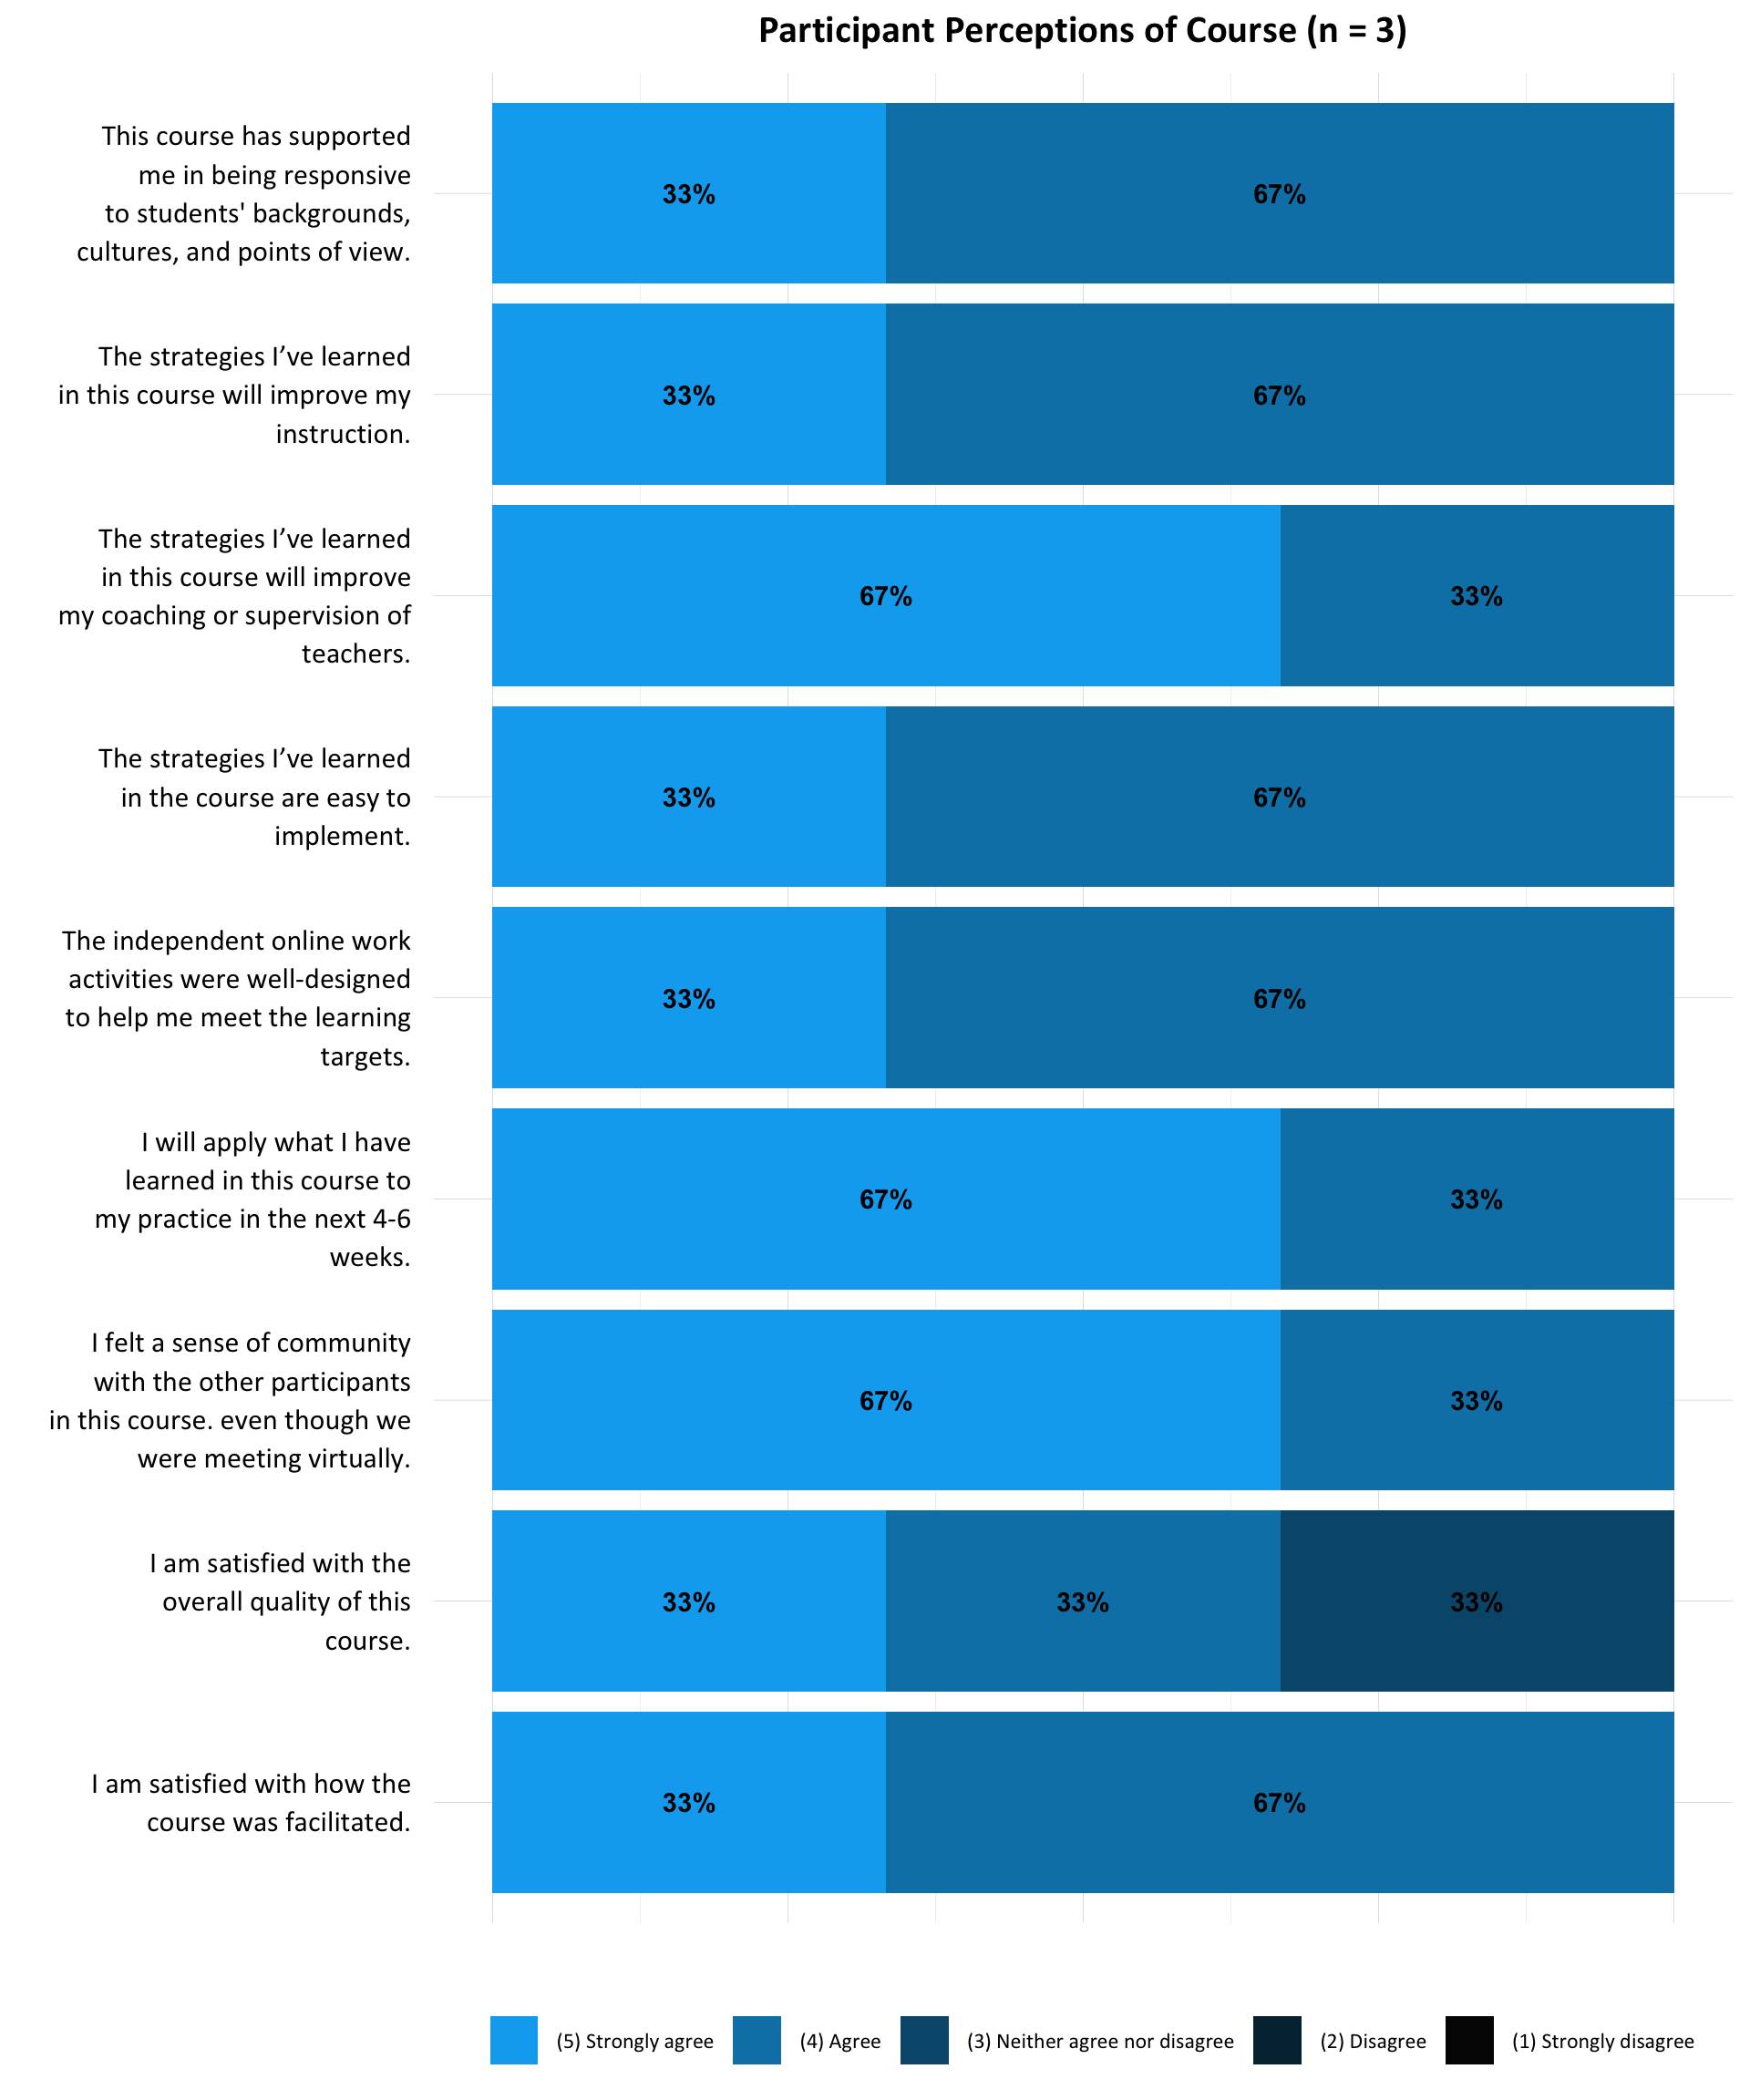 Participant Perceptions of Course (n = 3)
This course has supported
me in being responsive
to students' backgrounds,
cultures, and points of view.
33%
67%
The strategies I’ve learned
in this course will improve my
instruction.
33%
67%
The strategies I’ve learned
in this course will improve
my coaching or supervision of
teachers.
67%
33%
The strategies I’ve learned
in the course are easy to
implement.
33%
67%
The independent online work
activities were well-designed
to help me meet the learning
targets.
33%
67%
I will apply what I have
learned in this course to
my practice in the next 4-6
weeks.
67%
33%
I felt a sense of community
with the other participants
in this course. even though we
were meeting virtually.
67%
33%
I am satisfied with the
overall quality of this
course.
33%
33%
33%
I am satisfied with how the
course was facilitated.
33%
67%
(5) Strongly agree
(4) Agree
(3) Neither agree nor disagree
(2) Disagree
(1) Strongly disagree